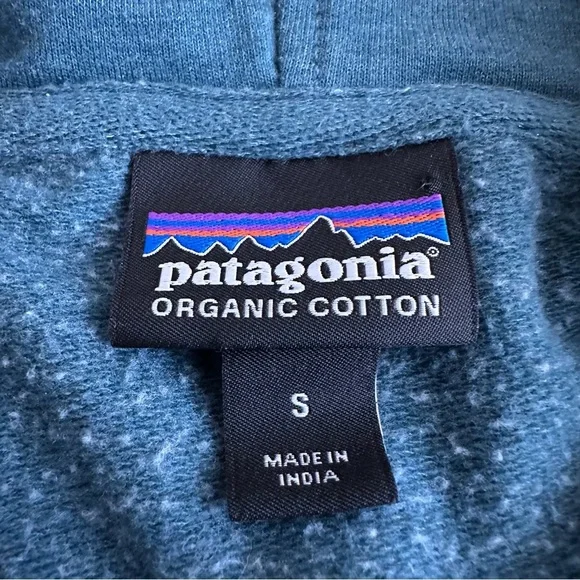 patagonia®
ORGANIC COTTON
S
MADE IN
INDIA